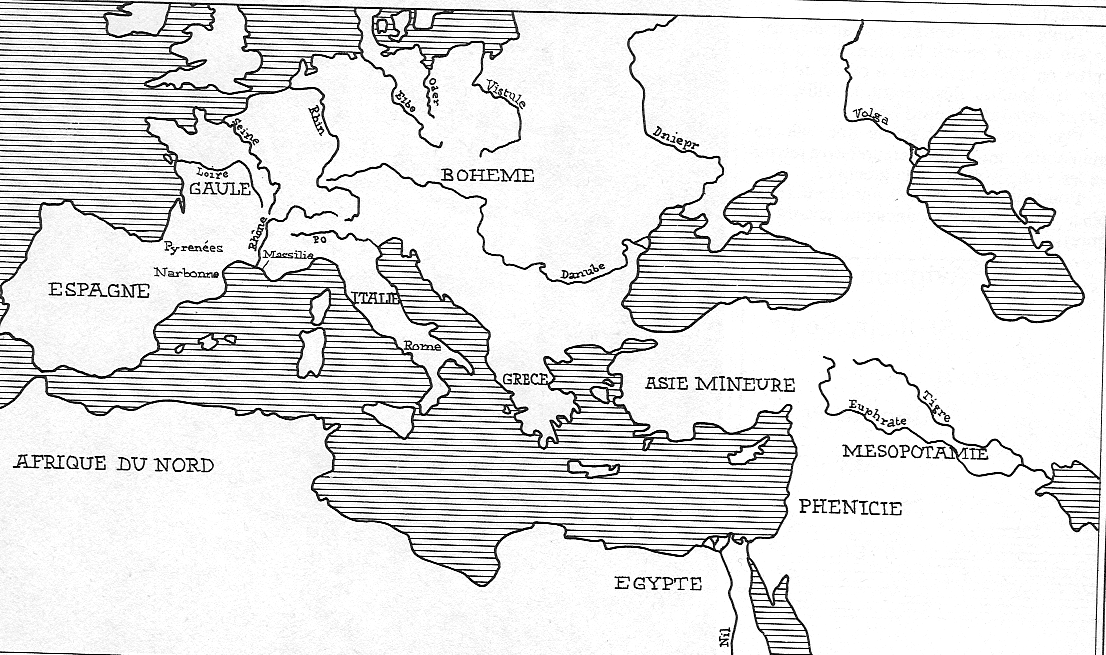 Volga
Vistule
Oder
Elbe
Rhin
Seine
Dniepr
Loire
GAULE
BOHEME
Rhône
Pyrenées
PO
Massilie
Narbonne
Danube
ESPAGNE
ITALIE
Rome
GRECE
ASIE MINEURE
Tigre
Euphrate
MESOPOTAMIE
AFRIQUE DU NORD
PHENICIE
EGYPTE
Nil